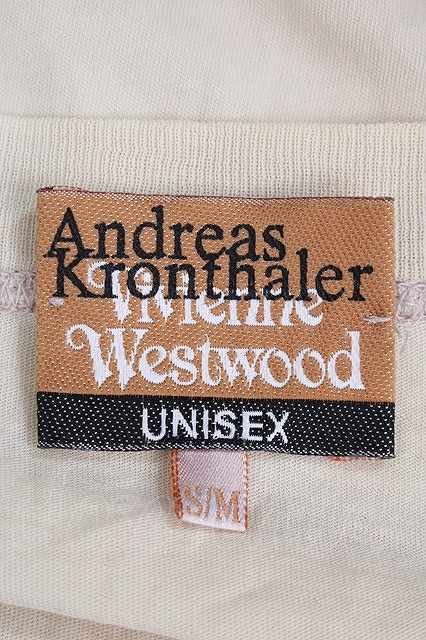 Andreas
Kronthaler
Vivienne
Westwood
UNISEX
S/M